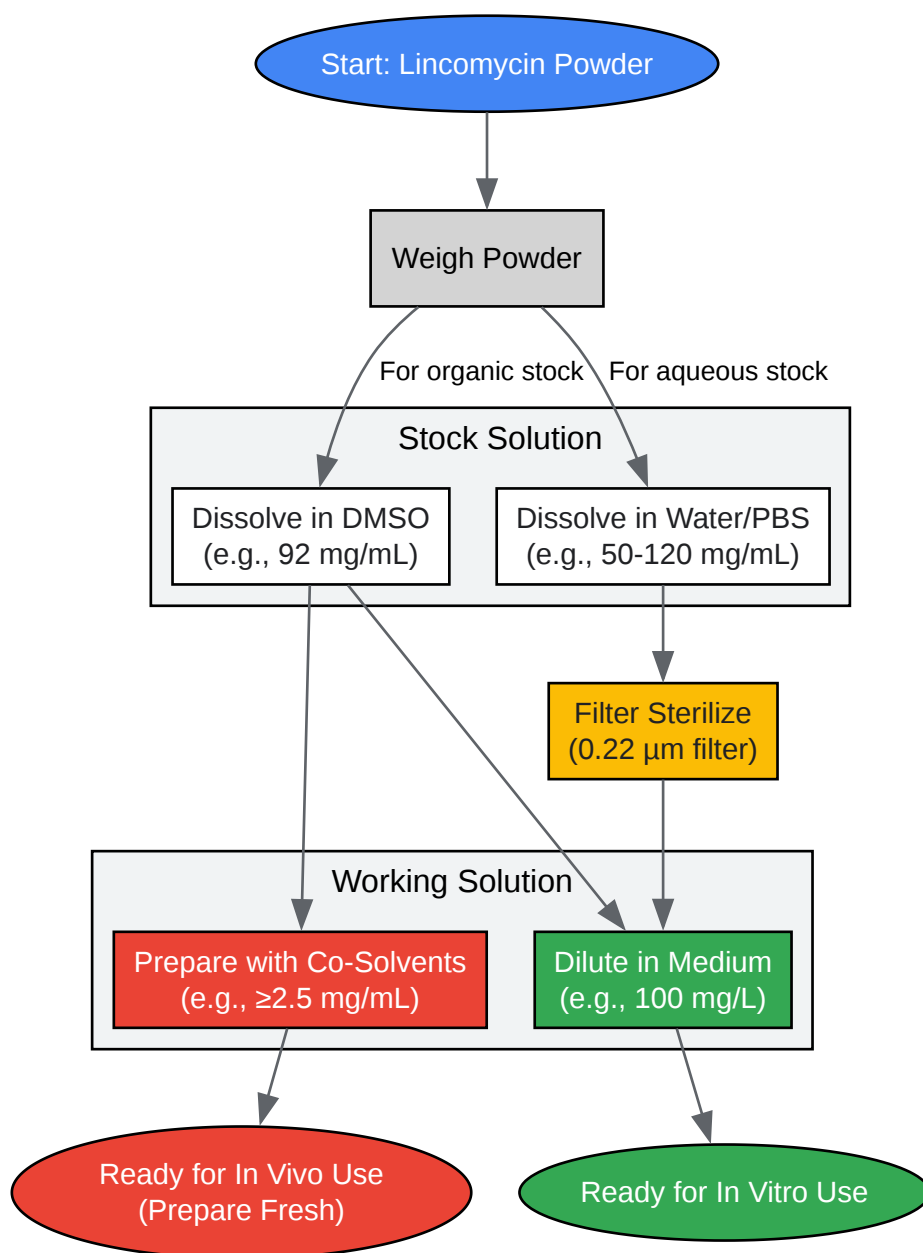 Start: Lincomycin Powder
Weigh Powder
For organic stock
For aqueous stock
Stock Solution
Dissolve in DMSO
(e.g., 92 mg/mL)
Dissolve in Water/PBS
(e.g., 50-120 mg/mL)
Filter Sterilize
(0.22 µm filter)
Working Solution
Prepare with Co-Solvents
(e.g., ≥2.5 mg/mL)
Dilute in Medium
(e.g., 100 mg/L)
Ready for In Vivo Use
(Prepare Fresh)
Ready for In Vitro Use